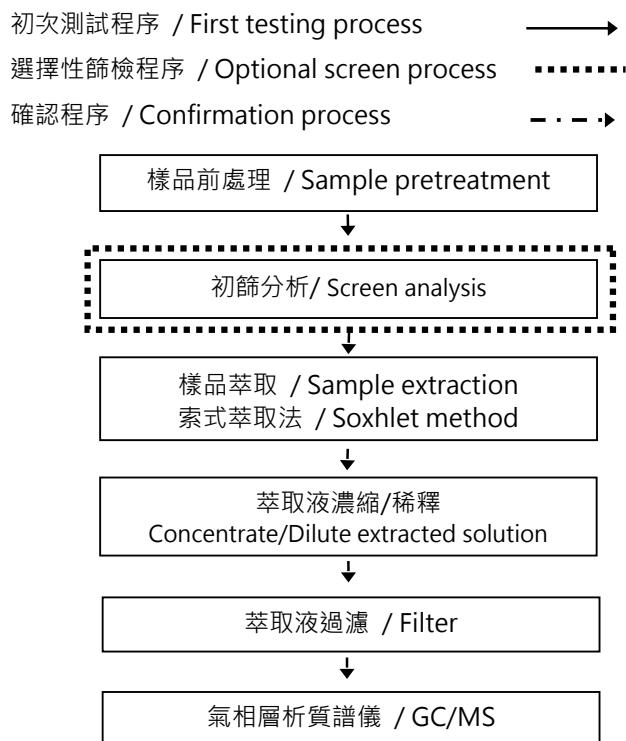 初次測試程序 / First testing process
選擇性篩檢程序 / Optional screen process
確認程序 / Confirmation process
樣品前處理 / Sample pretreatment
初篩分析/ Screen analysis
樣品萃取 / Sample extraction
索式萃取法 / Soxhlet method
萃取液濃縮/稀釋
Concentrate/Dilute extracted solution
萃取液過濾 / Filter
氣相層析質譜儀 / GC/MS